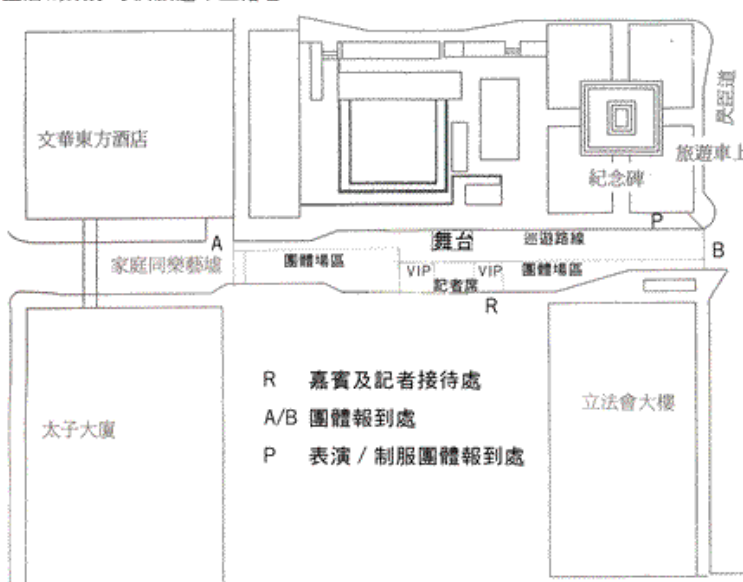 文華東方酒店
昃臣道
旅遊車上
紀念碑
P
A
舞台
巡遊路線
B
家庭同樂藝墟
團體場區
VIP
VIP
團體場區
記者席
R
R 嘉賓及記者接待處
A/B 團體報到處
P 表演 / 制服團體報到處
太子大廈
立法會大樓